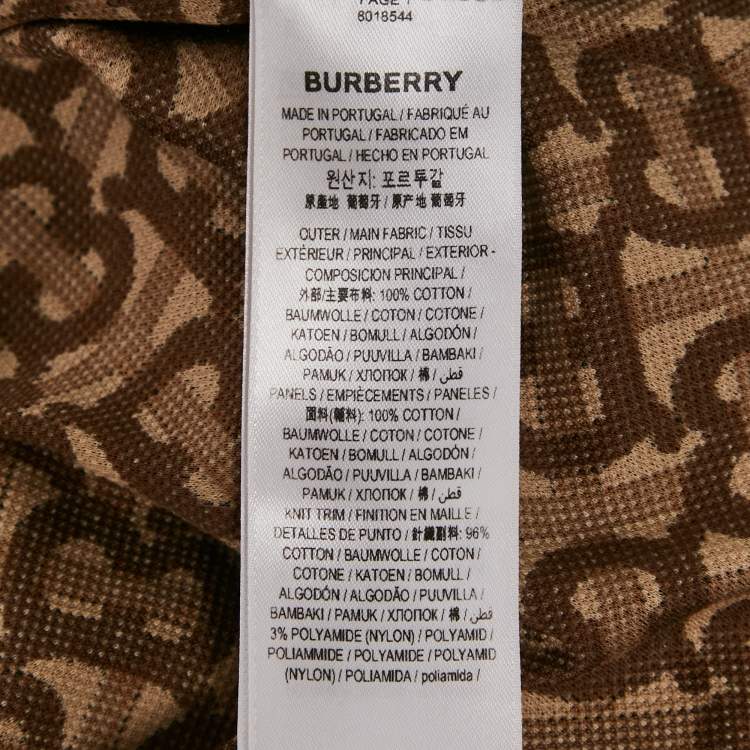 PAGE 1
8018544
BURBERRY
MADE IN PORTUGAL / FABRIQUÉ AU
PORTUGAL / FABRICADO EM
PORTUGAL / HECHO EN PORTUGAL
원산지: 포르투갈
原產地 葡萄牙 / 原产地 葡萄牙
OUTER / MAIN FABRIC / TISSU
EXTÉRIEUR / PRINCIPAL / EXTERIOR -
COMPOSICIÓN PRINCIPAL /
外部/主要布料: 100% COTTON /
BAUMWOLLE / COTON / COTONE /
KATOEN / BOMULL / ALGODÓN /
ALGODÃO / PUUVILLA / BAMBAKI /
PAMUK / ХЛОПОК / 棉 / قطن /
PANELS / EMPIÈCEMENTS / PANELES /
面料(輔料): 100% COTTON /
BAUMWOLLE / COTON / COTONE /
KATOEN / BOMULL / ALGODÓN /
ALGODÃO / PUUVILLA / BAMBAKI /
PAMUK / ХЛОПОК / 棉 / قطن /
KNIT TRIM / FINITION EN MAILLE /
DETALLES DE PUNTO / 針織副料: 96%
COTTON / BAUMWOLLE / COTON /
COTONE / KATOEN / BOMULL /
ALGODÓN / ALGODÃO / PUUVILLA /
BAMBAKI / PAMUK / ХЛОПОК / 棉 / قطن /
3% POLYAMIDE (NYLON) / POLYAMID /
POLIAMMIDE / POLYAMIDE / POLYAMID
(NYLON) / POLIAMIDA / poliamida /